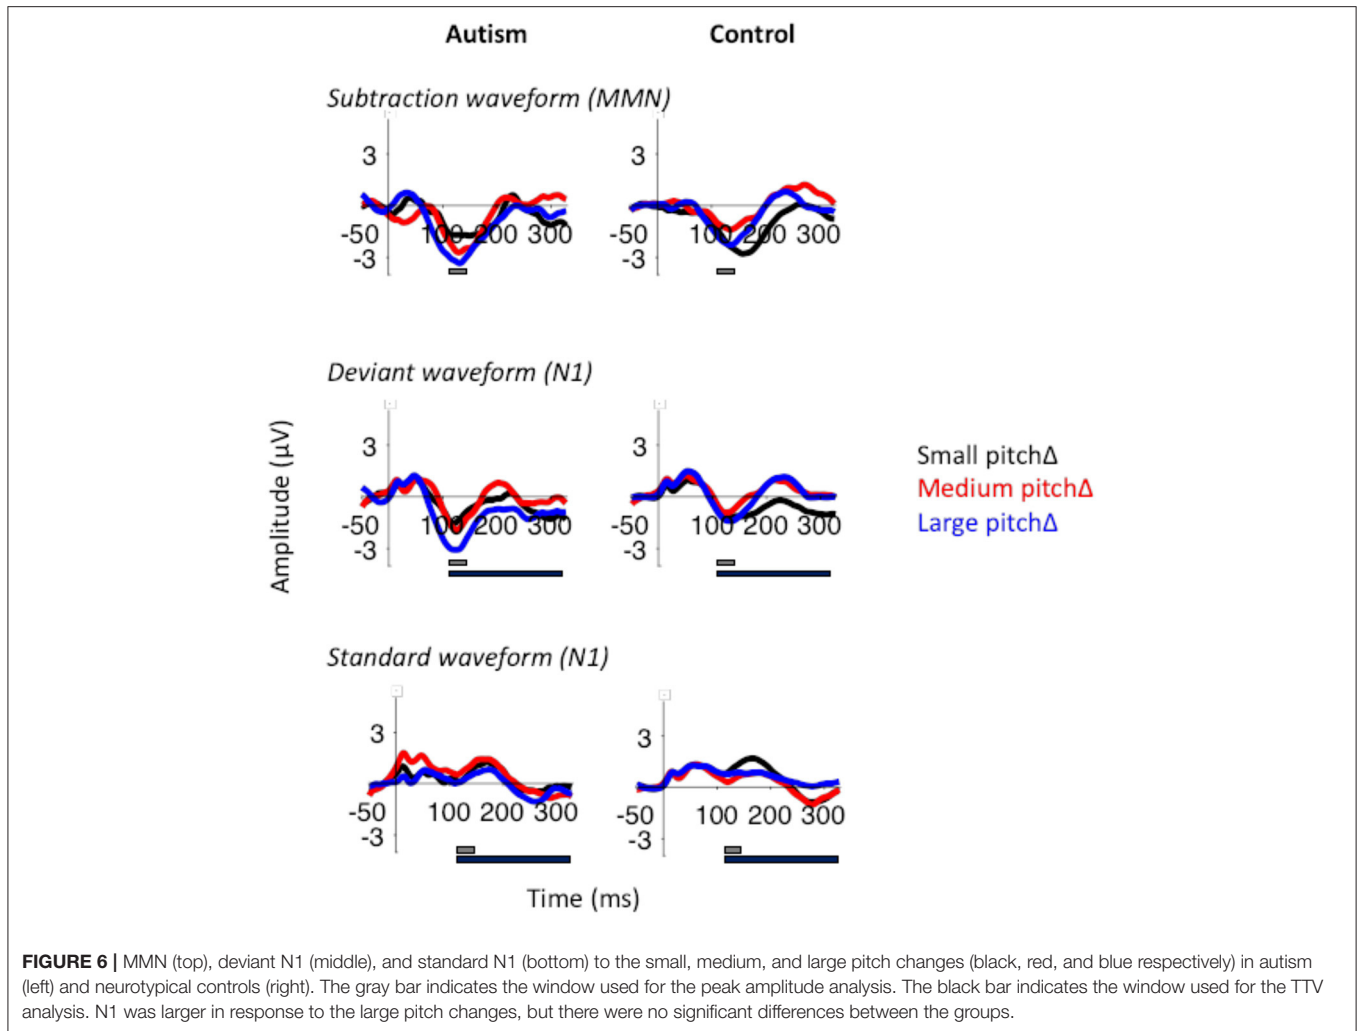 Autism Control
Subtraction waveform (MMN)
3 3
-50 100 200 300 -50 100 200 300
-3 -3
Deviant waveform (N1)
3 3
-50 100 200 300 -50 100 200 300
-3 -3
Amplitude (µV)
Small pitchΔ
Medium pitchΔ
Large pitchΔ
Standard waveform (N1)
3 3
-50 100 200 300 -50 100 200 300
-3 -3
Time (ms)
FIGURE 6 | MMN (top), deviant N1 (middle), and standard N1 (bottom) to the small, medium, and large pitch changes (black, red, and blue respectively) in autism
(left) and neurotypical controls (right). The gray bar indicates the window used for the peak amplitude analysis. The black bar indicates the window used for the TTV
analysis. N1 was larger in response to the large pitch changes, but there were no significant differences between the groups.